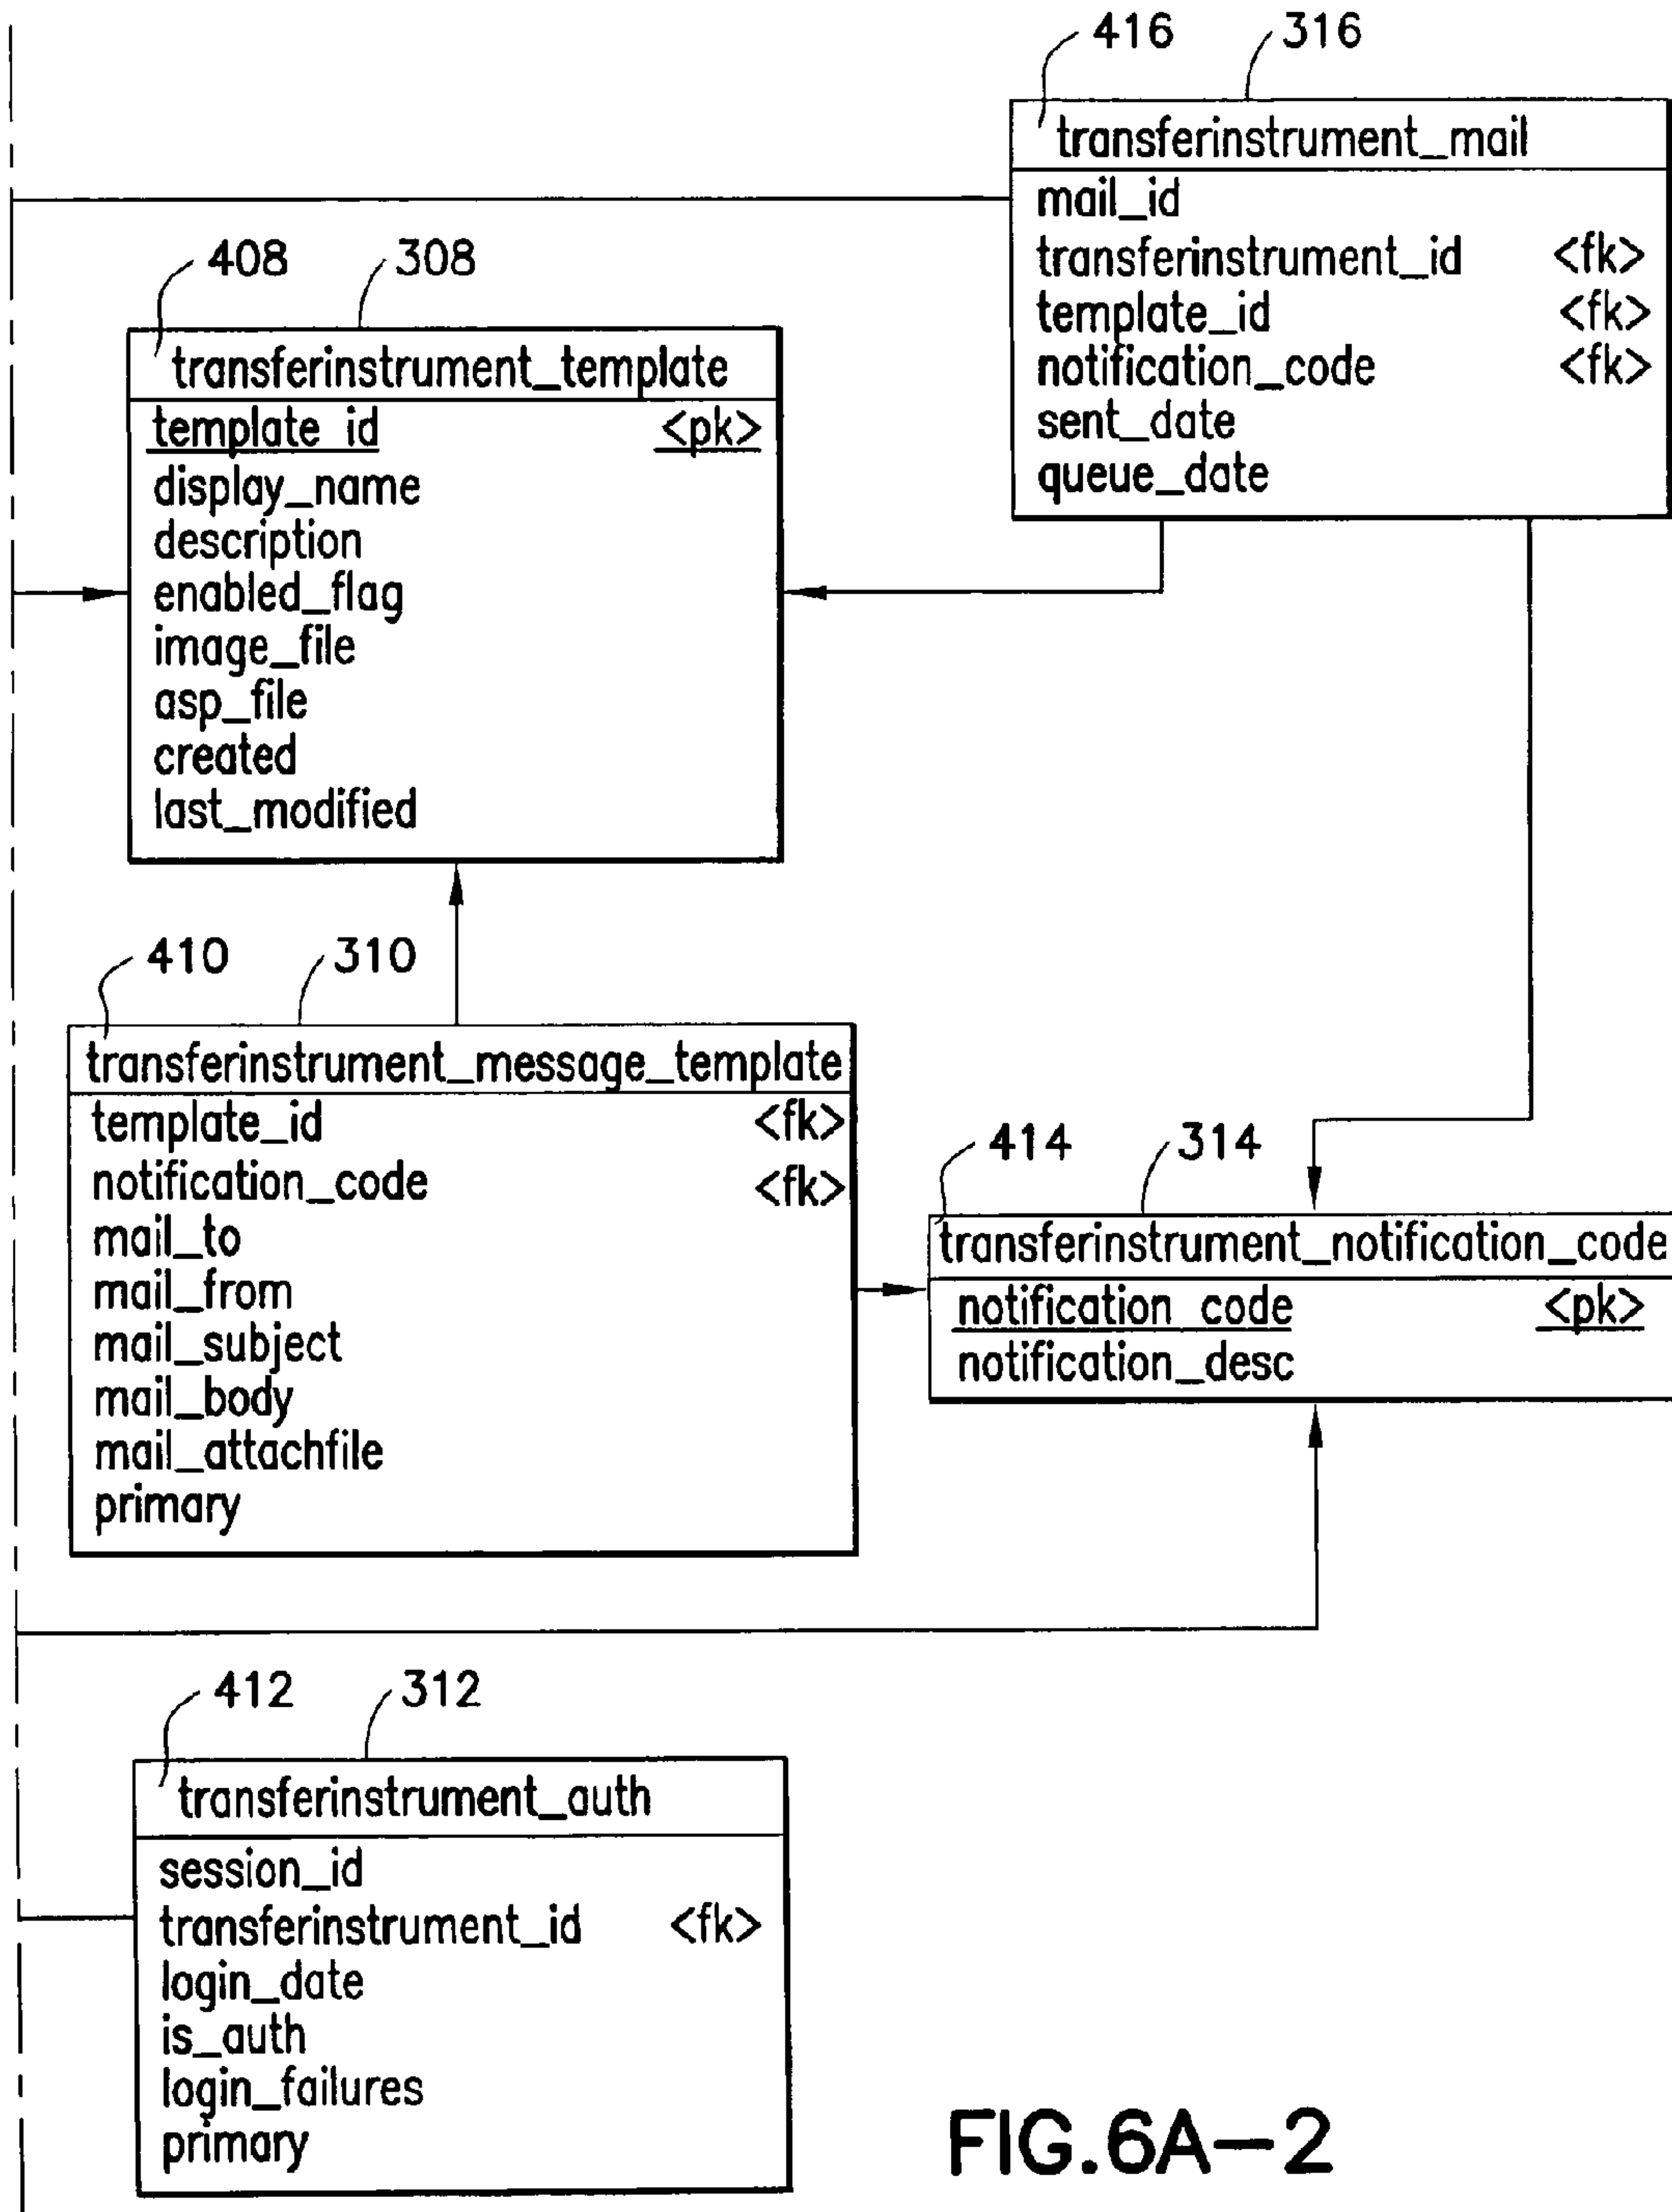 416 316
transferinstrument_mail
mail_id
transferinstrument_id <fk>
template_id <fk>
notification_code <fk>
sent_date
queue_date
408 308
transferinstrument_template
template_id <pk>
display_name
description
enabled_flag
image_file
asp_file
created
last_modified
410 310
transferinstrument_message_template
template_id <fk>
notification_code <fk>
mail_to
mail_from
mail_subject
mail_body
mail_attachfile
primary
414 314
transferinstrument_notification_code
notification_code <pk>
notification_desc
412 312
transferinstrument_auth
session_id
transferinstrument_id <fk>
login_date
is_auth
login_failures
primary
FIG.6A-2